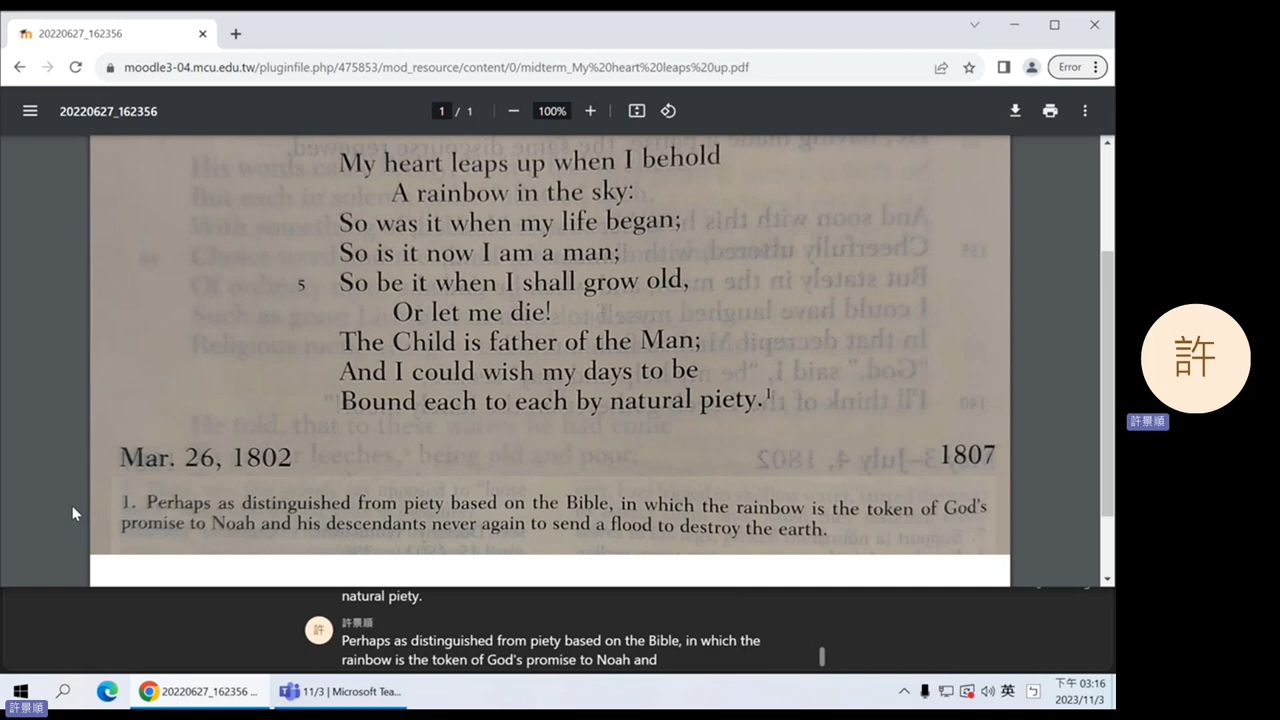 20220627_162356
moodle3-04.mcu.edu.tw/pluginfile.php/475853/mod_resource/content/0/midterm_My%20heart%20leaps%20up.pdf
Error
20220627_162356
1 / 1
100%
My heart leaps up when I behold
A rainbow in the sky:
So was it when my life began;
So is it now I am a man;
5 So be it when I shall grow old,
Or let me die!
The Child is father of the Man;
And I could wish my days to be
Bound each to each by natural piety.¹
Mar. 26, 1802
1807
1. Perhaps as distinguished from piety based on the Bible, in which the rainbow is the token of God's
promise to Noah and his descendants never again to send a flood to destroy the earth.
natural piety.
許 許景順
Perhaps as distinguished from piety based on the Bible, in which the
rainbow is the token of God's promise to Noah and
許
許景順
20220627_162356 ...
11/3 | Microsoft Tea...
英
下午 03:16
2023/11/3
許景順